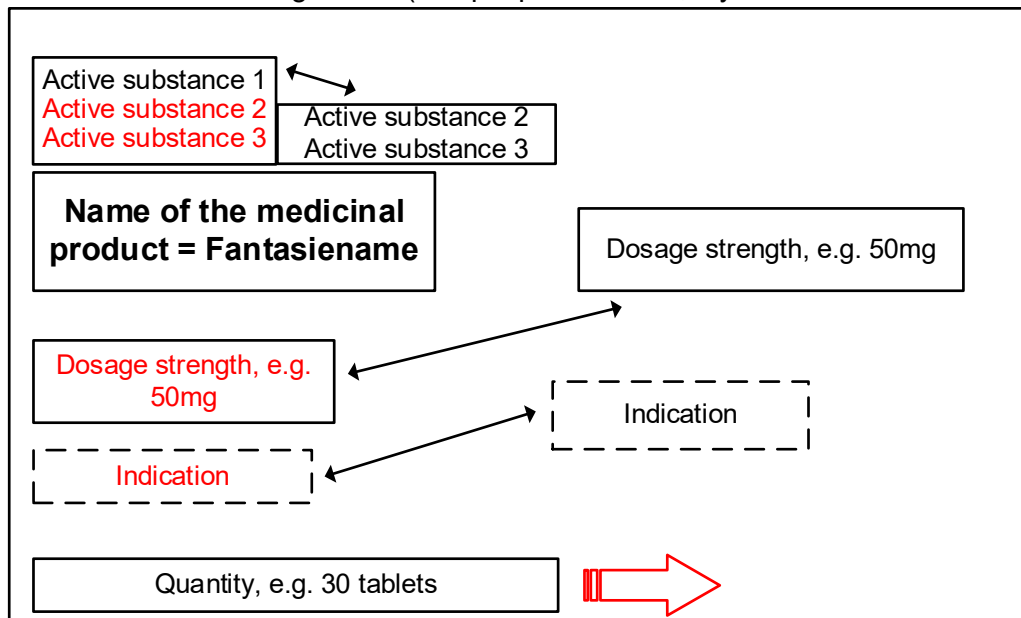 Active substance 1
Active substance 2
Active substance 3
Active substance 2
Active substance 3
Name of the medicinal
product = Fantasiename
Dosage strength, e.g. 50mg
Dosage strength, e.g.
50mg
Indication
Indication
Quantity, e.g. 30 tablets